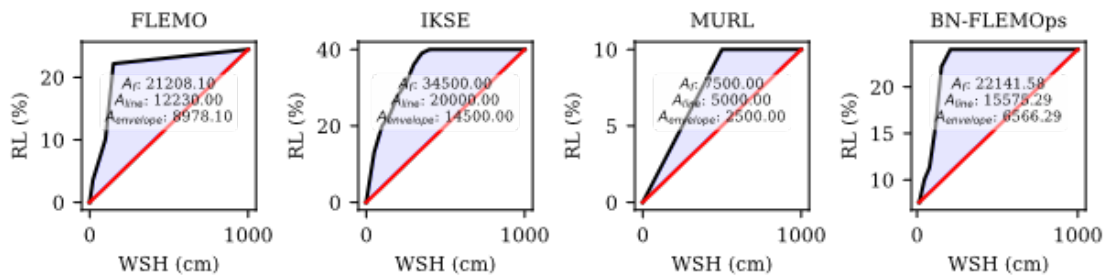 FLEMO
RL (%)
20
10
0
A_f: 21208.10
A_line: 12230.00
A_envelope: 8978.10
0
1000
WSH (cm)
IKSE
RL (%)
40
20
0
A_f: 34500.00
A_line: 20000.00
A_envelope: 14500.00
0
1000
WSH (cm)
MURL
RL (%)
10
5
0
A_f: 7500.00
A_line: 5000.00
A_envelope: 2500.00
0
1000
WSH (cm)
BN-FLEMOps
RL (%)
20
15
10
A_f: 22141.58
A_line: 15575.29
A_envelope: 6566.29
0
1000
WSH (cm)